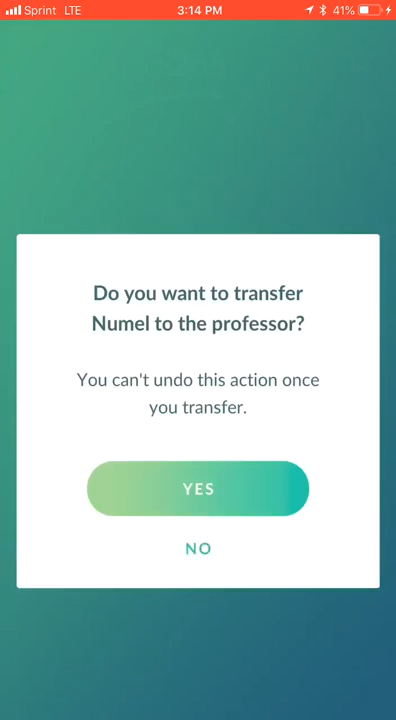 Sprint LTE 3:14 PM 41%
Do you want to transfer
Numel to the professor?
You can't undo this action once
you transfer.
YES
NO